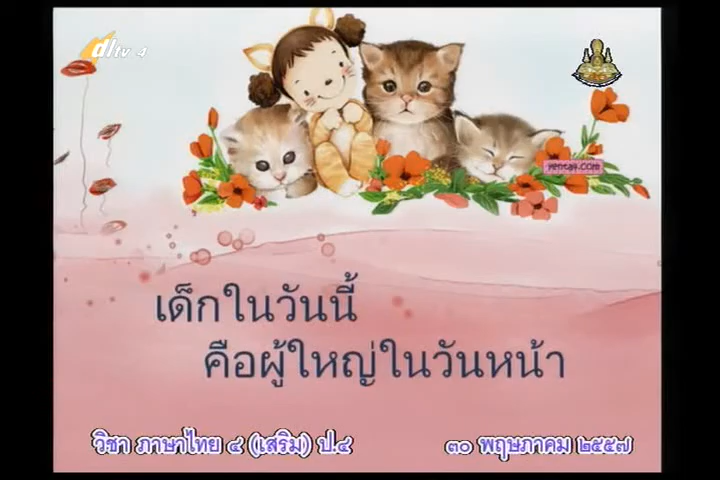 dltv 4
เด็กในวันนี้
คือผู้ใหญ่ในวันหน้า
วิชา ภาษาไทย ๔ (เสริม) ป.๔
๓๐ พฤษภาคม ๒๕๕๗